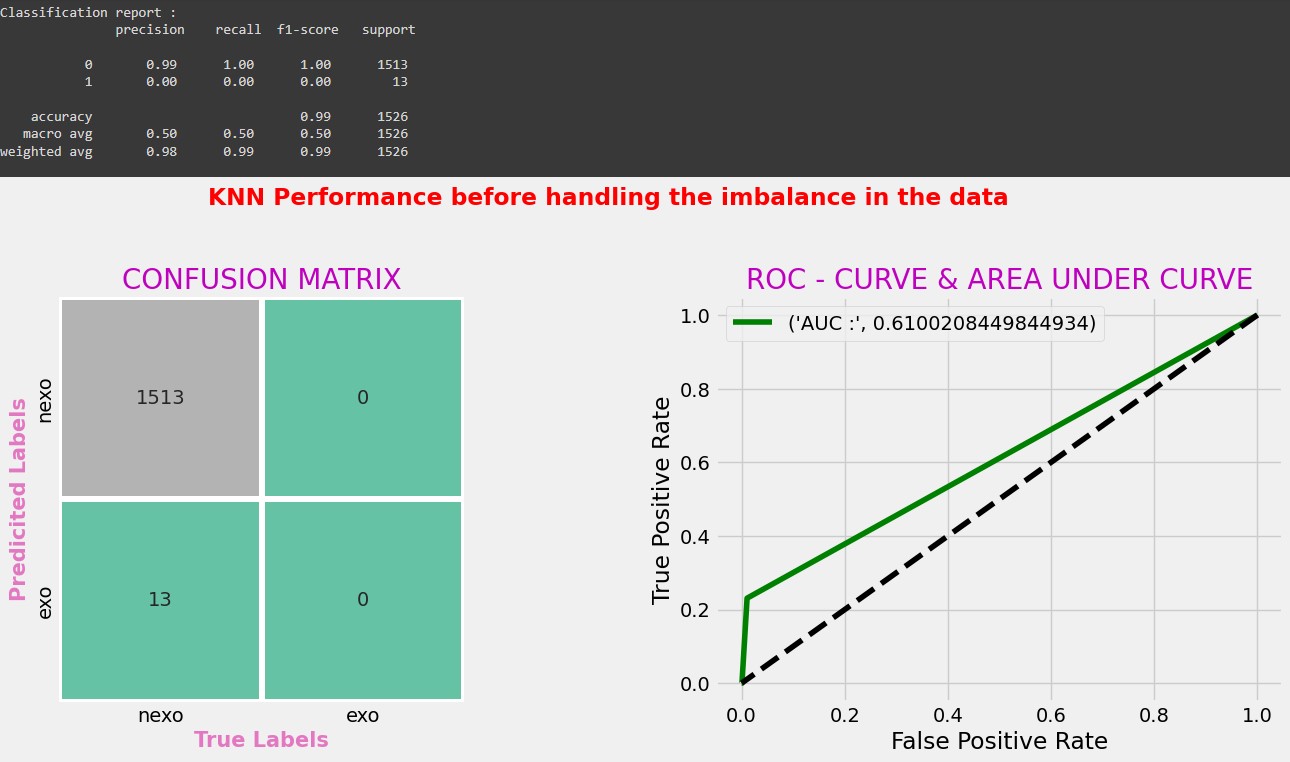 Classification report :
precision recall f1-score support
0 0.99 1.00 1.00 1513
1 0.00 0.00 0.00 13
accuracy 0.99 1526
macro avg 0.50 0.50 0.50 1526
weighted avg 0.98 0.99 0.99 1526
KNN Performance before handling the imbalance in the data
CONFUSION MATRIX
Predicited Labels
nexo
exo
1513
0
13
0
nexo
exo
True Labels
ROC - CURVE & AREA UNDER CURVE
('AUC :', 0.6100208449844934)
True Positive Rate
1.0
0.8
0.6
0.4
0.2
0.0
0.0 0.2 0.4 0.6 0.8 1.0
False Positive Rate